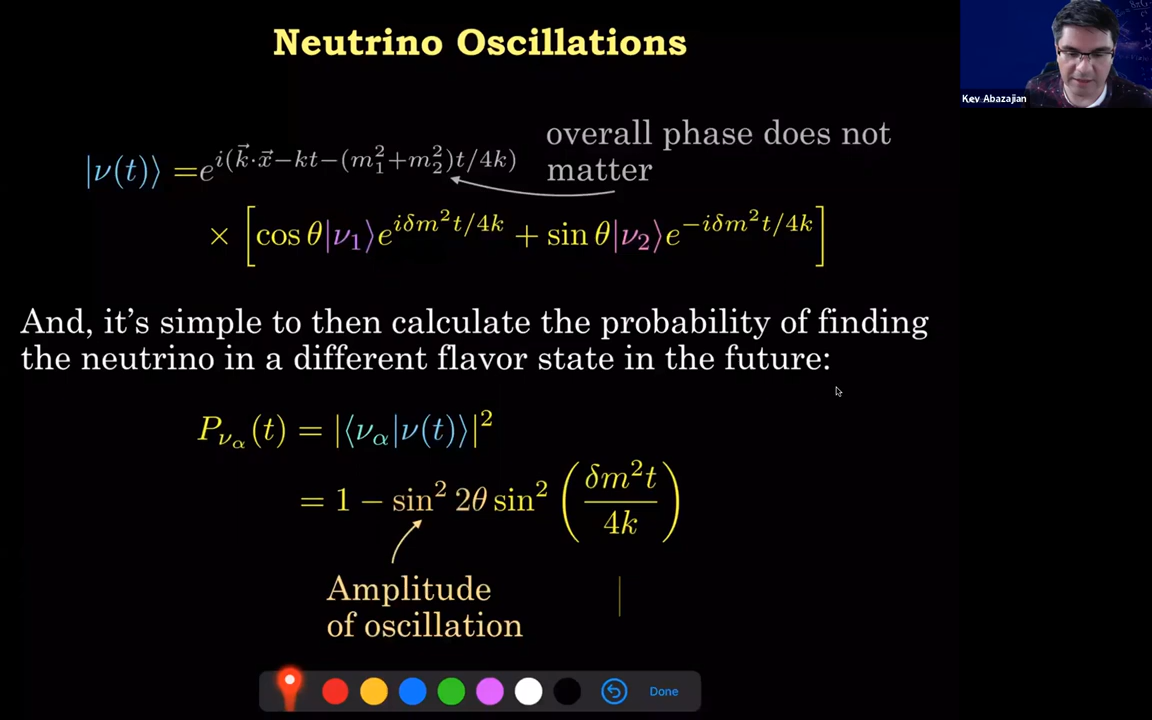 Neutrino Oscillations
Kev Abazajian
overall phase does not
matter
|ν(t)⟩ = e^{i(\vec{k}·\vec{x}−kt−(m_1^2+m_2^2)t/4k)}
× [cos θ|ν_1⟩e^{iδm^2t/4k} + sin θ|ν_2⟩e^{−iδm^2t/4k}]
And, it's simple to then calculate the probability of finding
the neutrino in a different flavor state in the future:
P_{ν_α}(t) = |⟨ν_α|ν(t)⟩|^2
= 1 − sin^2 2θ sin^2 (δm^2t/4k)
Amplitude
of oscillation
Done